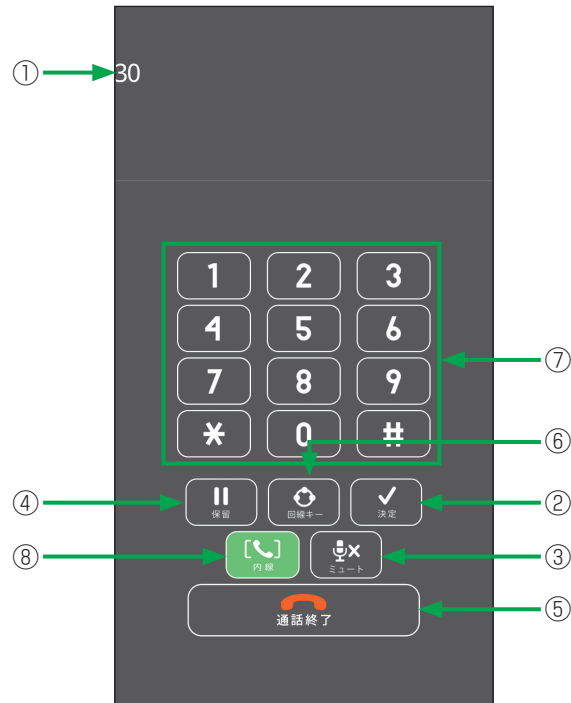 ① 30
1 2 3
4 5 6
7 8 9 ⑦
* 0 # ⑥
④ 保留 回線キー 決定 ②
⑧ 内線 ミュート ③
通話終了 ⑤